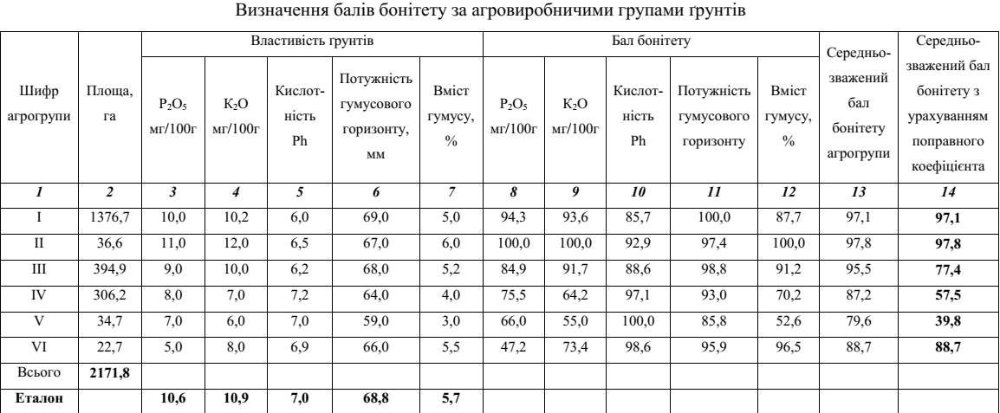 Визначення балів бонітету за агровиробничими групами ґрунтів
Шифр агрогрупи | Площа, га | Властивість ґрунтів | Бал бонітету | Середньо-зважений бал бонітету агрогрупи | Середньо-зважений бал бонітету з урахуванням поправного коефіцієнта
P₂O₅ мг/100г | K₂O мг/100г | Кислот-ність Ph | Потужність гумусового горизонту, мм | Вміст гумусу, % | P₂O₅ мг/100г | K₂O мг/100г | Кислот-ність Ph | Потужність гумусового горизонту | Вміст гумусу, %
1 | 2 | 3 | 4 | 5 | 6 | 7 | 8 | 9 | 10 | 11 | 12 | 13 | 14
I | 1376,7 | 10,0 | 10,2 | 6,0 | 69,0 | 5,0 | 94,3 | 93,6 | 85,7 | 100,0 | 87,7 | 97,1 | 97,1
II | 36,6 | 11,0 | 12,0 | 6,5 | 67,0 | 6,0 | 100,0 | 100,0 | 92,9 | 97,4 | 100,0 | 97,8 | 97,8
III | 394,9 | 9,0 | 10,0 | 6,2 | 68,0 | 5,2 | 84,9 | 91,7 | 88,6 | 98,8 | 91,2 | 95,5 | 77,4
IV | 306,2 | 8,0 | 7,0 | 7,2 | 64,0 | 4,0 | 75,5 | 64,2 | 97,1 | 93,0 | 70,2 | 87,2 | 57,5
V | 34,7 | 7,0 | 6,0 | 7,0 | 59,0 | 3,0 | 66,0 | 55,0 | 100,0 | 85,8 | 52,6 | 79,6 | 39,8
VI | 22,7 | 5,0 | 8,0 | 6,9 | 66,0 | 5,5 | 47,2 | 73,4 | 98,6 | 95,9 | 96,5 | 88,7 | 88,7
Всього | 2171,8
Еталон | 10,6 | 10,9 | 7,0 | 68,8 | 5,7